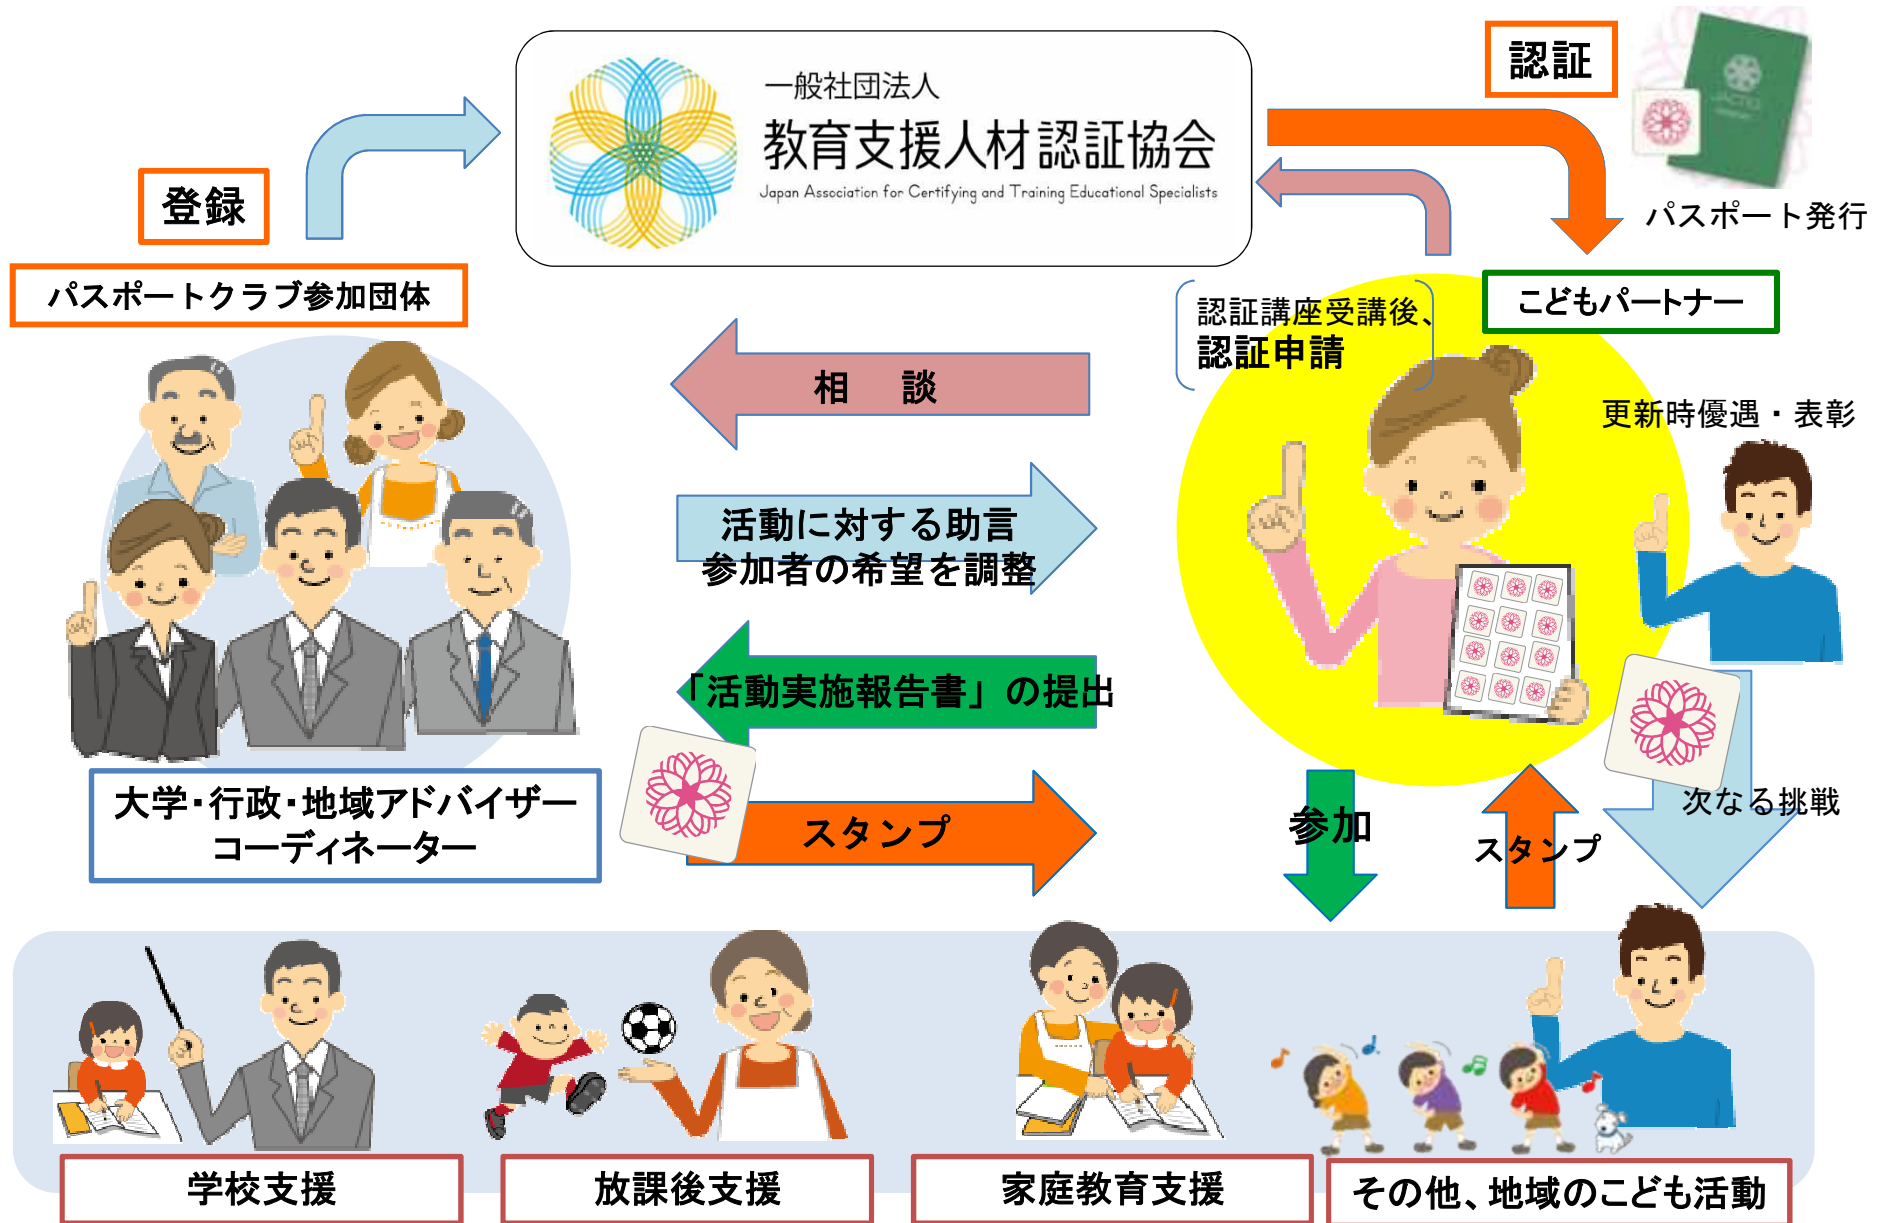 認証
一般社団法人
教育支援人材認証協会
Japan Association for Certifying and Training Educational Specialists
登録
パスポート発行
パスポートクラブ参加団体
こどもパートナー
認証講座受講後、
認証申請
相 談
更新時優遇・表彰
活動に対する助言
参加者の希望を調整
「活動実施報告書」の提出
大学・行政・地域アドバイザー
コーディネーター
スタンプ
参加
スタンプ
次なる挑戦
学校支援
放課後支援
家庭教育支援
その他、地域のこども活動